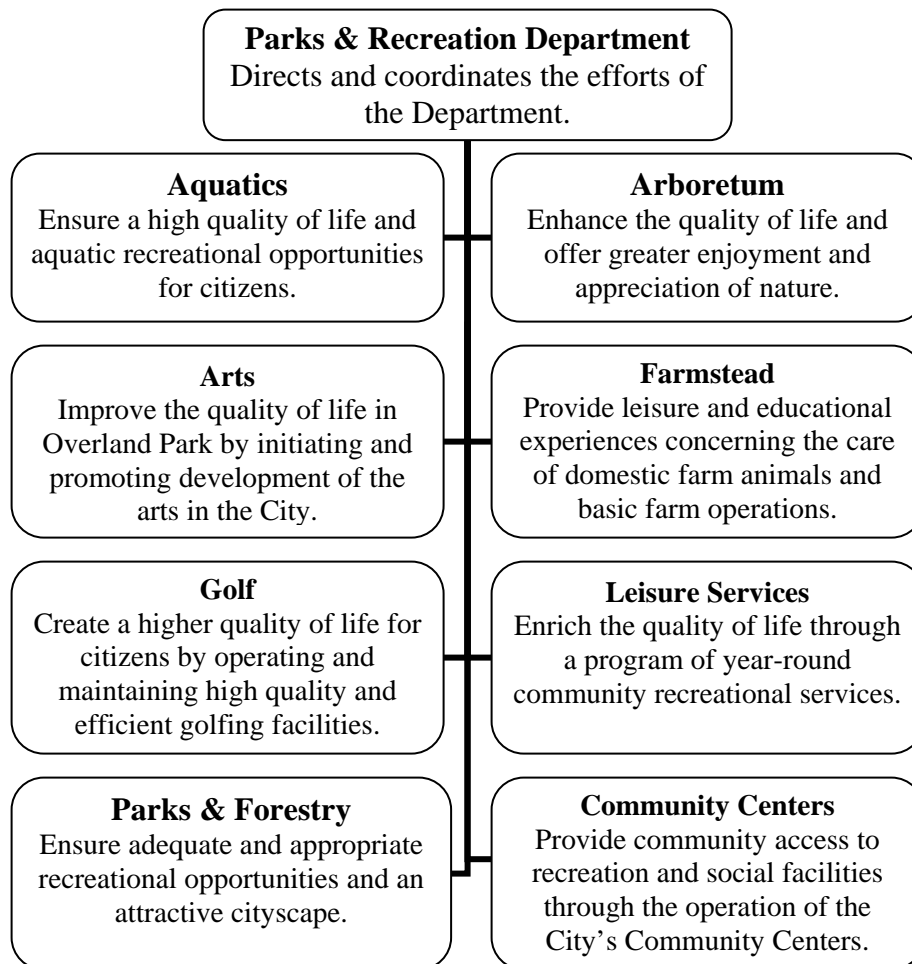 Parks & Recreation Department
Directs and coordinates the efforts of
the Department.
Aquatics
Ensure a high quality of life and
aquatic recreational opportunities
for citizens.
Arboretum
Enhance the quality of life and
offer greater enjoyment and
appreciation of nature.
Arts
Improve the quality of life in
Overland Park by initiating and
promoting development of the
arts in the City.
Farmstead
Provide leisure and educational
experiences concerning the care
of domestic farm animals and
basic farm operations.
Golf
Create a higher quality of life for
citizens by operating and
maintaining high quality and
efficient golfing facilities.
Leisure Services
Enrich the quality of life through
a program of year-round
community recreational services.
Parks & Forestry
Ensure adequate and appropriate
recreational opportunities and an
attractive cityscape.
Community Centers
Provide community access to
recreation and social facilities
through the operation of the
City’s Community Centers.